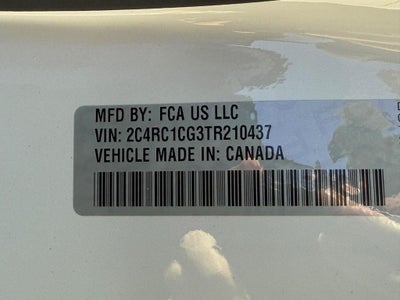 MFD BY: FCA US LLC
VIN: 2C4RC1CG3TR210437
VEHICLE MADE IN: CANADA